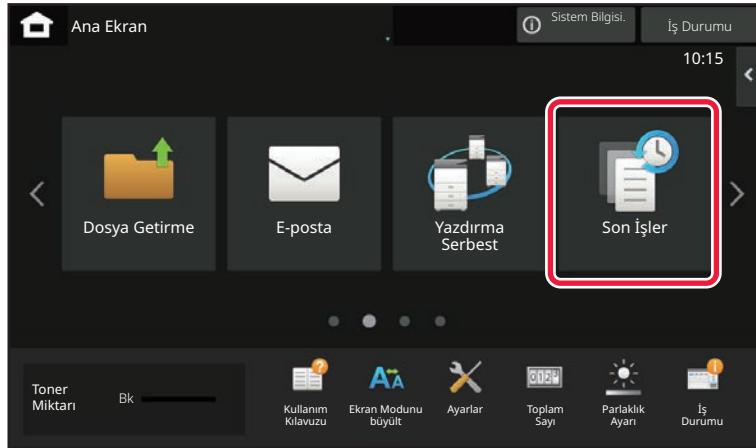 Ana Ekran
Sistem Bilgisi.
İş Durumu
10:15
Dosya Getirme
E-posta
Yazdırma
Serbest
Son İşler
Toner
Miktarı
Bk
Kullanım
Kılavuzu
Ekran Modunu
büyült
Ayarlar
Toplam
Sayı
Parlaklık
Ayarı
İş
Durumu